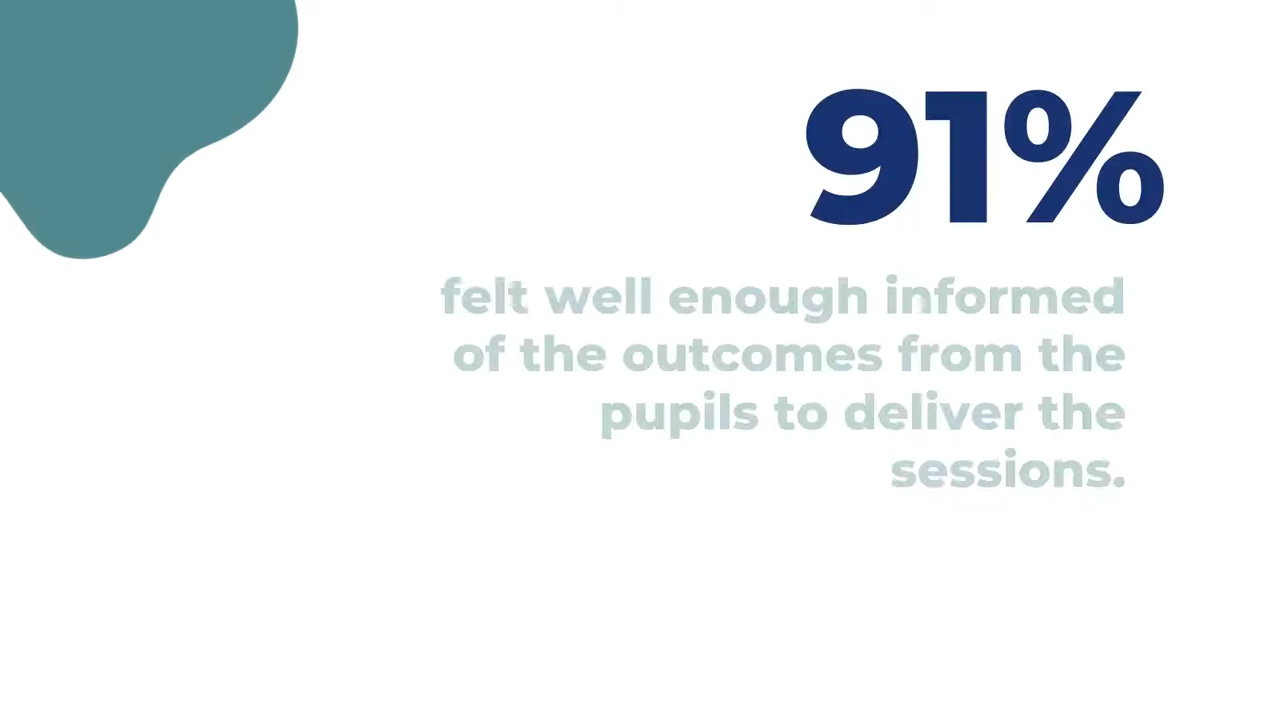 91%
felt well enough informed
of the outcomes from the
pupils to deliver the
sessions.